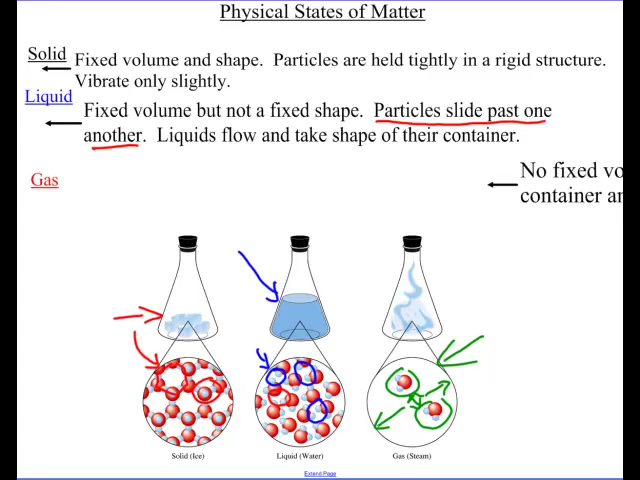 Physical States of Matter
Solid
Fixed volume and shape. Particles are held tightly in a rigid structure.
Vibrate only slightly.
Liquid
Fixed volume but not a fixed shape. Particles slide past one
another. Liquids flow and take shape of their container.
Gas
No fixed vo
container an
Solid (Ice)
Liquid (Water)
Gas (Steam)
Extend Page